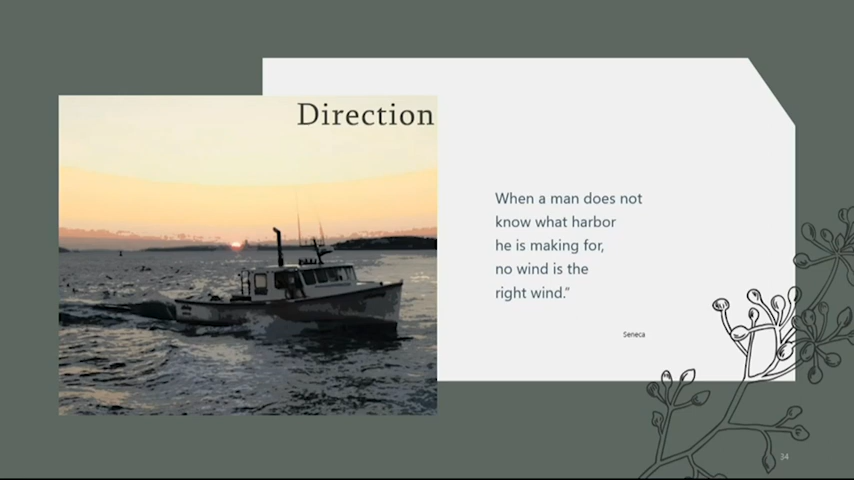 Direction
When a man does not
know what harbor
he is making for,
no wind is the
right wind.”
Seneca
34